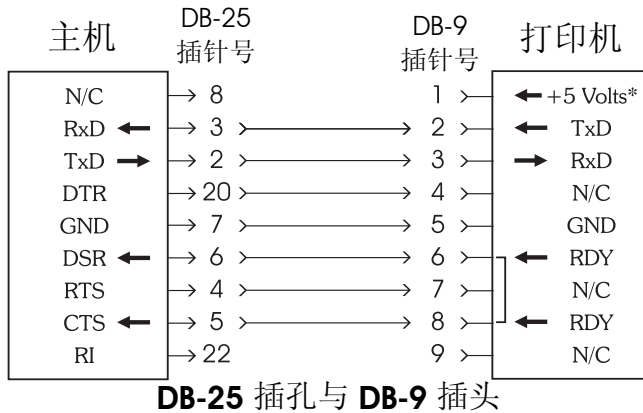 主机 DB-25 插针号 DB-9 插针号 打印机
N/C 8 1 +5 Volts*
RxD 3 2 TxD
TxD 2 3 RxD
DTR 20 4 N/C
GND 7 5 GND
DSR 6 6 RDY
RTS 4 7 N/C
CTS 5 8 RDY
RI 22 9 N/C
DB-25 插孔与 DB-9 插头